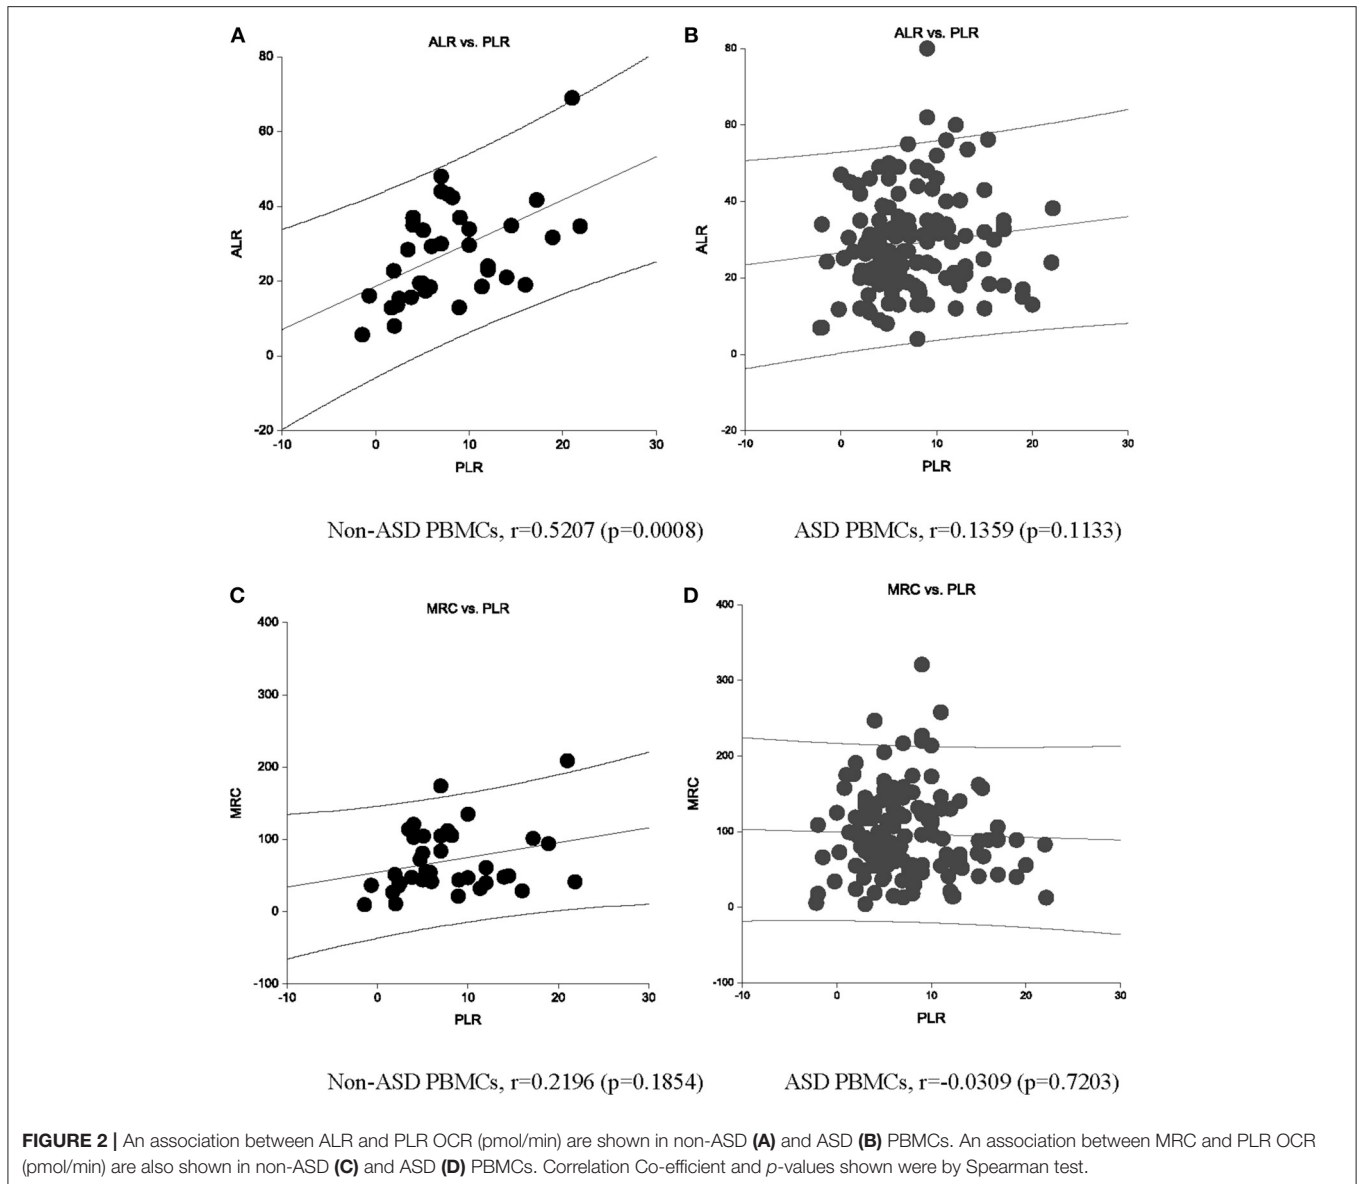 A
B
ALR vs. PLR
ALR vs. PLR
80
60
40
20
0
-20
ALR
-10 0 10 20 30
PLR
80
60
40
20
0
-20
ALR
-10 0 10 20 30
PLR
Non-ASD PBMCs, r=0.5207 (p=0.0008)
ASD PBMCs, r=0.1359 (p=0.1133)
C
D
MRC vs. PLR
MRC vs. PLR
400
300
200
100
0
-100
MRC
-10 0 10 20 30
PLR
400
300
200
100
0
-100
MRC
-10 0 10 20 30
PLR
Non-ASD PBMCs, r=0.2196 (p=0.1854)
ASD PBMCs, r=-0.0309 (p=0.7203)
FIGURE 2 | An association between ALR and PLR OCR (pmol/min) are shown in non-ASD (A) and ASD (B) PBMCs. An association between MRC and PLR OCR
(pmol/min) are also shown in non-ASD (C) and ASD (D) PBMCs. Correlation Co-efficient and p-values shown were by Spearman test.